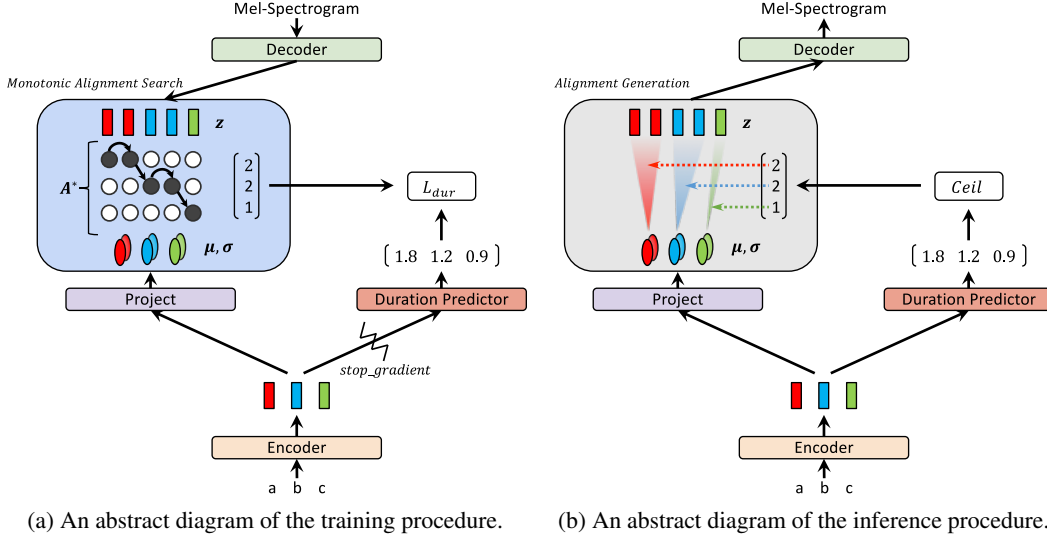 Mel-Spectrogram
Decoder
Monotonic Alignment Search
z
A*
2
2
1
μ, σ
L_dur
1.8 1.2 0.9
Project
Duration Predictor
stop_gradient
Encoder
a b c
(a) An abstract diagram of the training procedure.
Mel-Spectrogram
Decoder
Alignment Generation
z
2
2
1
μ, σ
Ceil
1.8 1.2 0.9
Project
Duration Predictor
Encoder
a b c
(b) An abstract diagram of the inference procedure.